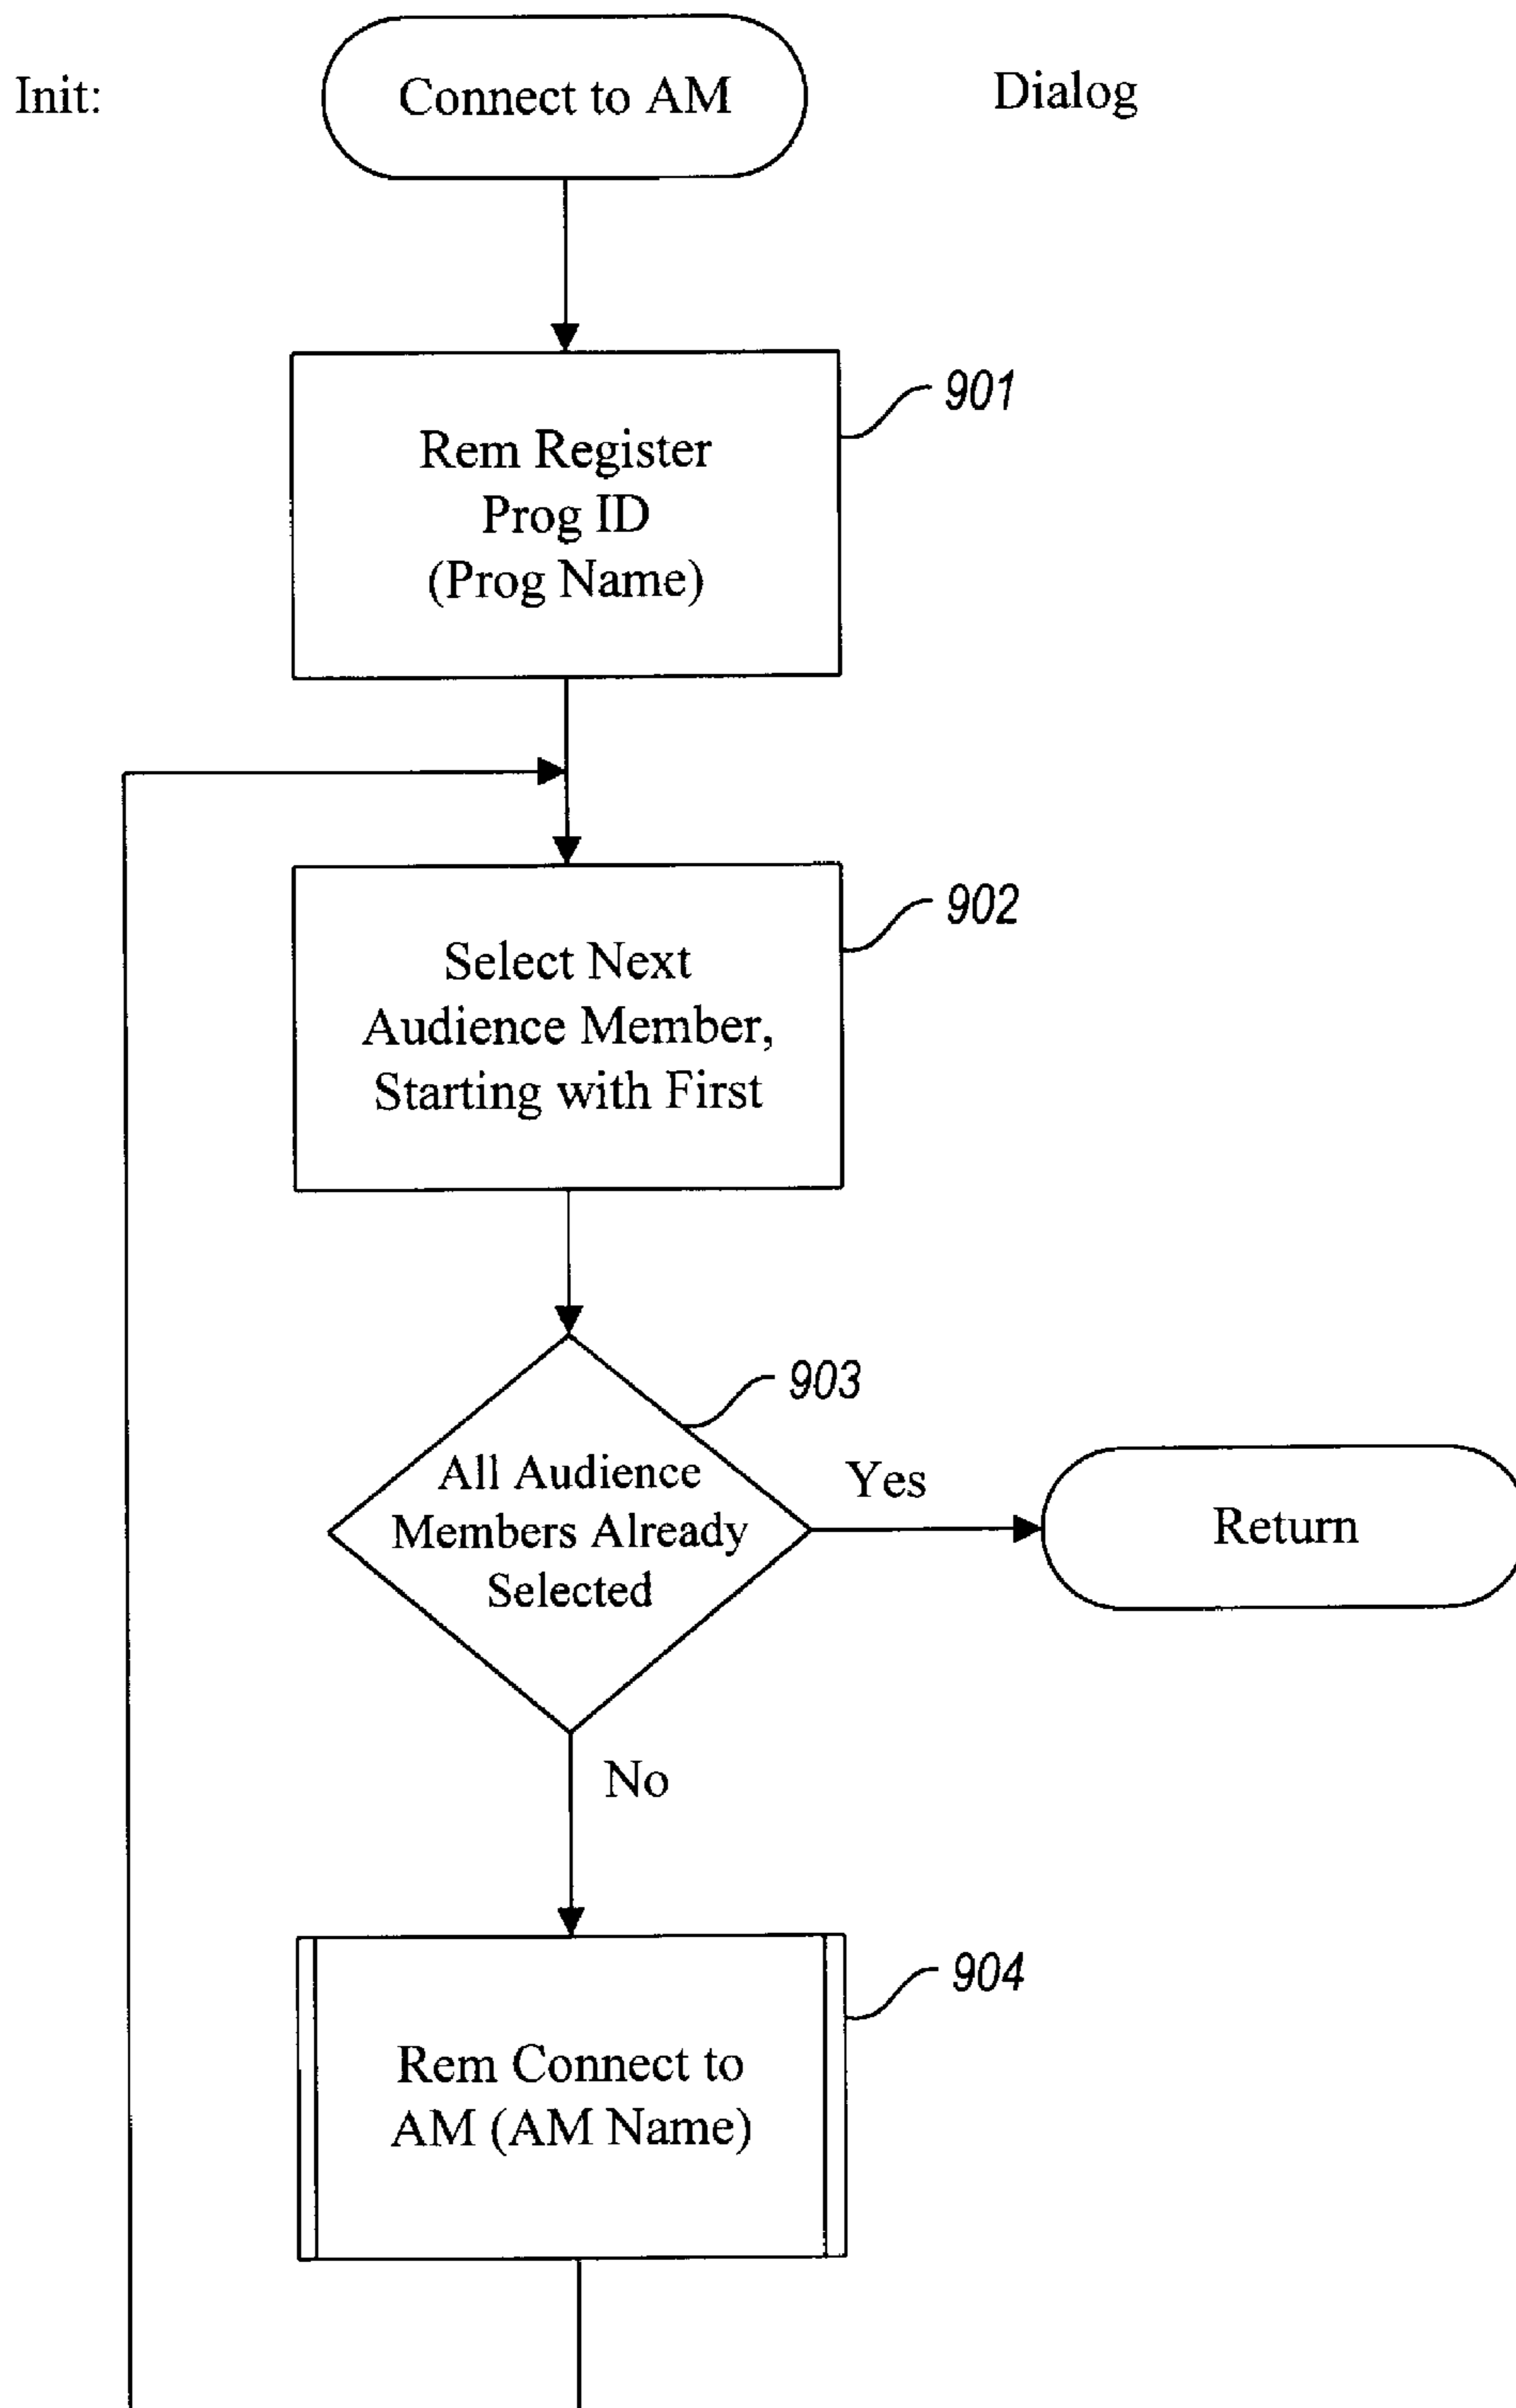 Init:
Connect to AM
Dialog
901
Rem Register
Prog ID
(Prog Name)
902
Select Next
Audience Member,
Starting with First
903
All Audience
Members Already
Selected
Yes
Return
No
904
Rem Connect to
AM (AM Name)